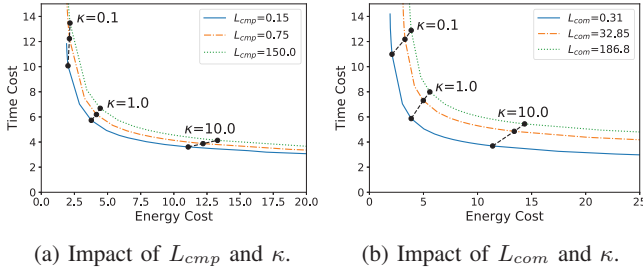 14
12
10
8
6
4
2
0
Time Cost
κ=0.1
κ=1.0
κ=10.0
L_cmp=0.15
L_cmp=0.75
L_cmp=150.0
0.0 2.5 5.0 7.5 10.0 12.5 15.0 17.5 20.0
Energy Cost
(a) Impact of L_cmp and κ.
14
12
10
8
6
4
2
0
Time Cost
κ=0.1
κ=1.0
κ=10.0
L_com=0.31
L_com=32.85
L_com=186.8
0 5 10 15 20 25
Energy Cost
(b) Impact of L_com and κ.